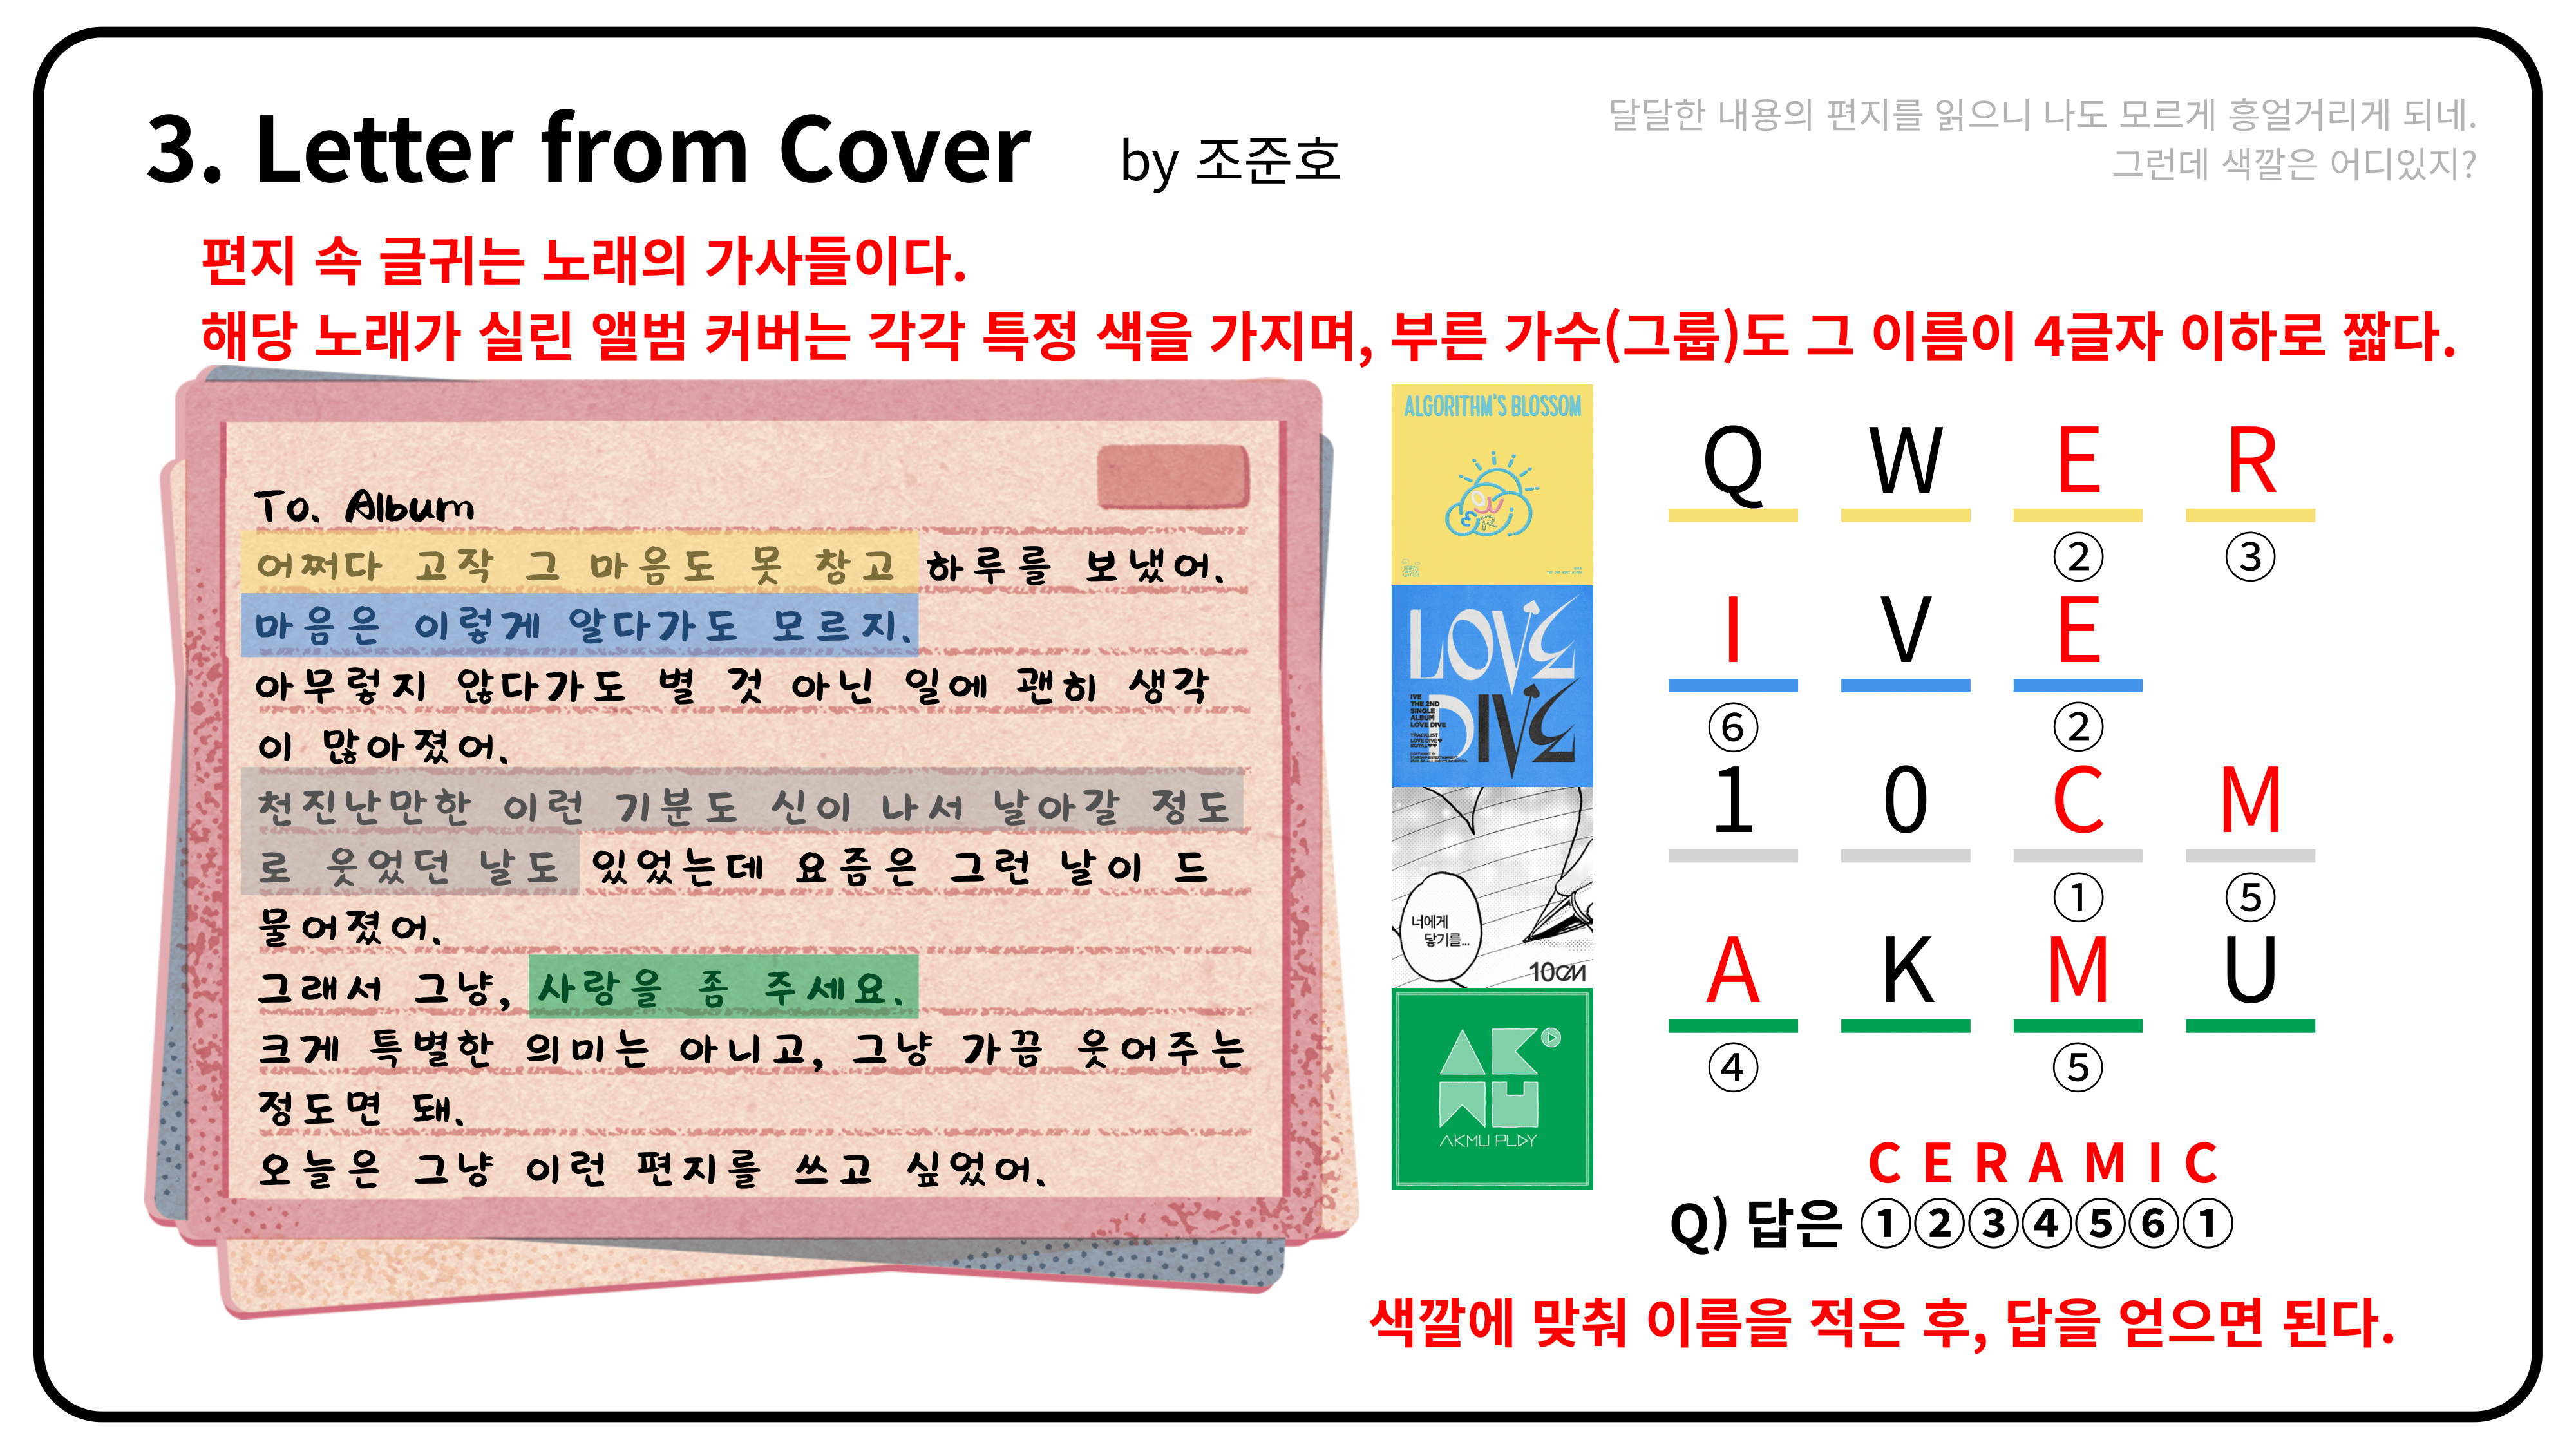 3. Letter from Cover by 조준호
달달한 내용의 편지를 읽으니 나도 모르게 흥얼거리게 되네.
그런데 색깔은 어디있지?
편지 속 글귀는 노래의 가사들이다.
해당 노래가 실린 앨범 커버는 각각 특정 색을 가지며, 부른 가수(그룹)도 그 이름이 4글자 이하로 짧다.
To. Album
어쩌다 고작 그 마음도 못 참고 하루를 보냈어.
마음은 이렇게 알다가도 모르지.
아무렇지 않다가도 별 것 아닌 일에 괜히 생각
이 많아졌어.
천진난만한 이런 기분도 신이 나서 날아갈 정도
로 웃었던 날도 있었는데 요즘은 그런 날이 드
물어졌어.
그래서 그냥, 사랑을 좀 주세요.
크게 특별한 의미는 아니고, 그냥 가끔 웃어주는
정도면 돼.
오늘은 그냥 이런 편지를 쓰고 싶었어.
ALGORITHM'S BLOSSOM
QWER
LOVE
DIVE
IVE
THE 2ND
SINGLE
ALBUM
LOVE DIVE
TRACKLIST
LOVE DIVE
ROYAL
너에게
닿기를...
10CM
AKMU
AKMU PLAY
Q W E R
② ③
I V E
⑥ ②
1 0 C M
① ⑤
A K M U
④ ⑤
C E R A M I C
Q) 답은 ①②③④⑤⑥①
색깔에 맞춰 이름을 적은 후, 답을 얻으면 된다.